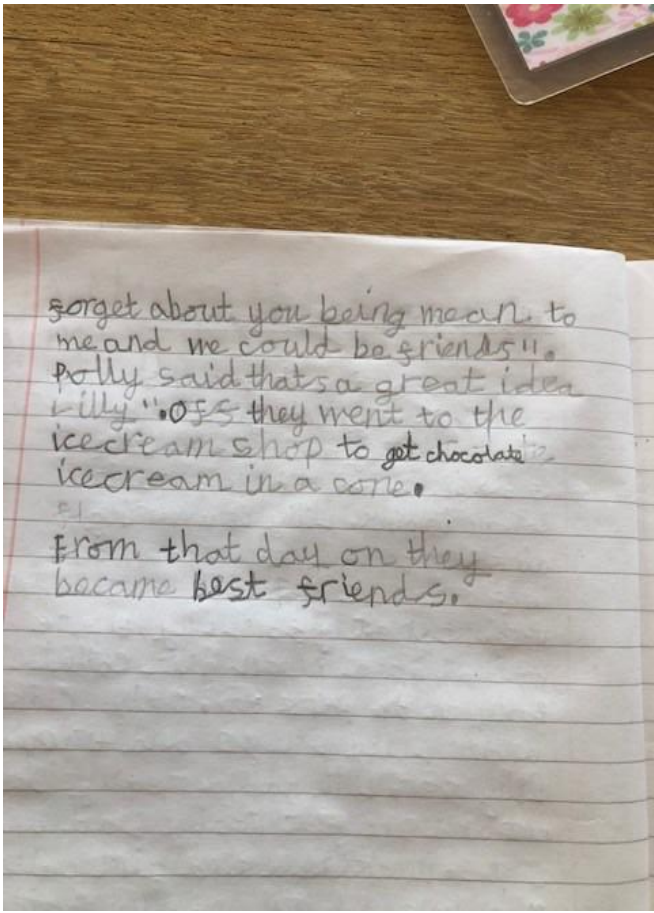 forget about you being mean. to
me and we could be friends".
Polly said thats a great idea
Lilly". Off they went to the
icecream shop to get chocolate
icecream in a cone.
From that day on they
became best friends.